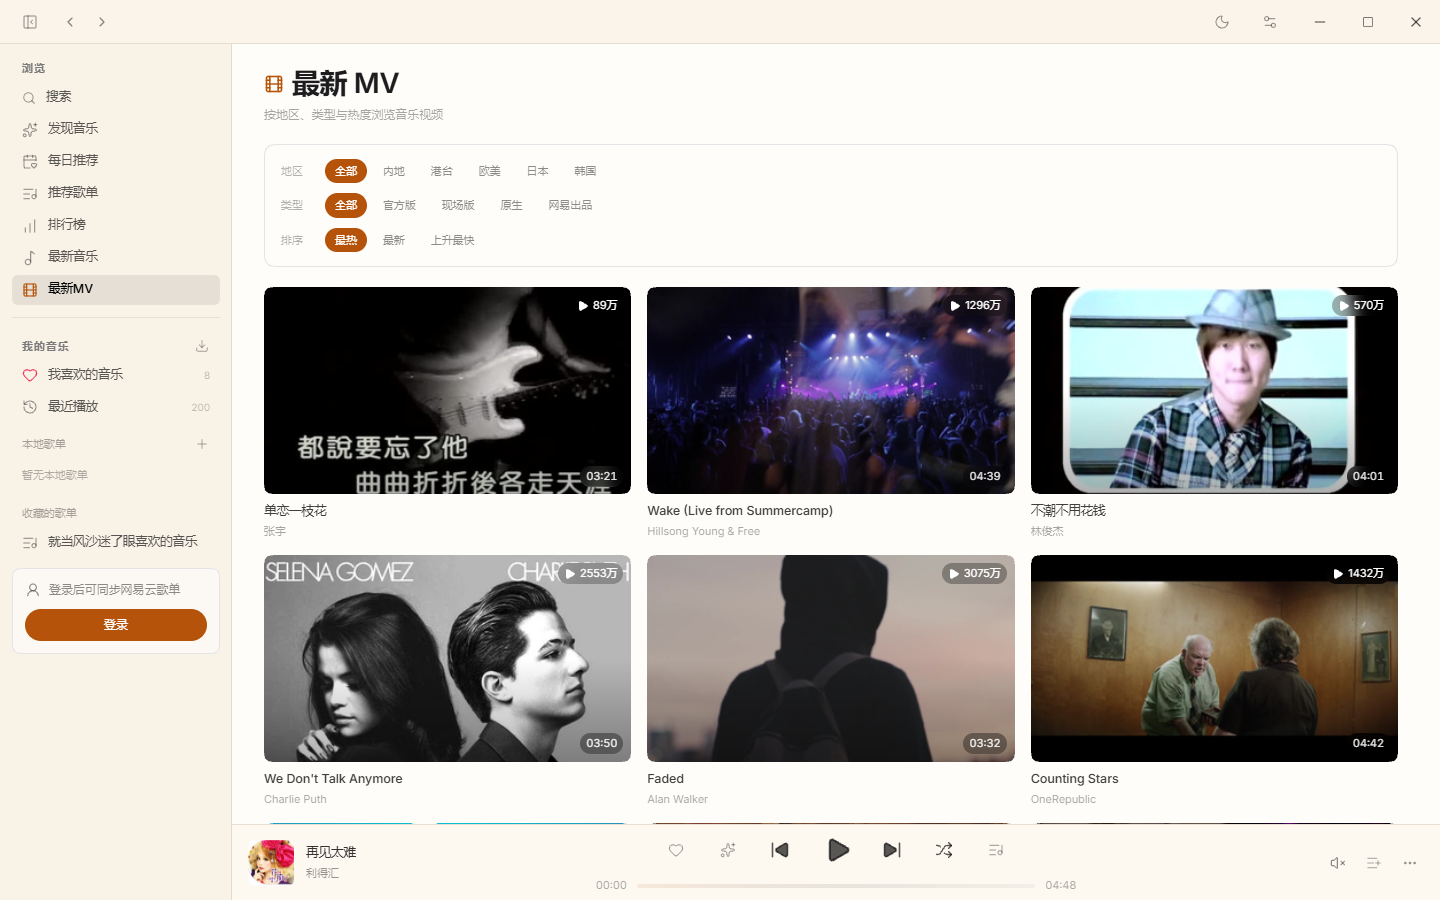 浏览
搜索
发现音乐
每日推荐
推荐歌单
排行榜
最新音乐
最新MV
我的音乐
我喜欢的音乐 8
最近播放 200
本地歌单
暂无本地歌单
收藏的歌单
就当风沙迷了眼喜欢的音乐
登录后可同步网易云歌单
登录
最新 MV
按地区、类型与热度浏览音乐视频
地区 全部 内地 港台 欧美 日本 韩国
类型 全部 官方版 现场版 原生 网易出品
排序 最热 最新 上升最快
89万
都說要忘了他
曲曲折折後各走天涯
03:21
单恋一枝花
张宇
1296万
04:39
Wake (Live from Summercamp)
Hillsong Young & Free
570万
04:01
不潮不用花钱
林俊杰
SELENA GOMEZ
2553万
03:50
We Don't Talk Anymore
Charlie Puth
3075万
03:32
Faded
Alan Walker
1432万
04:42
Counting Stars
OneRepublic
再见太难
利得汇
00:00
04:48